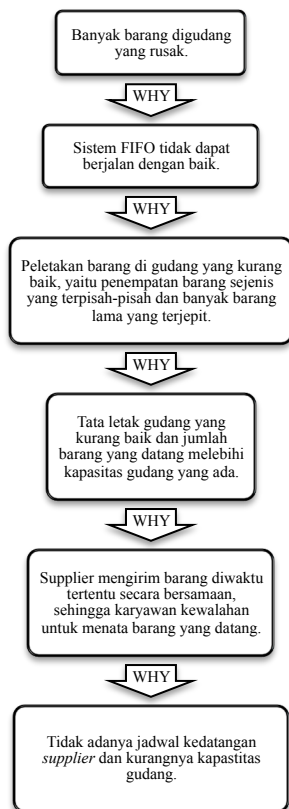 Banyak barang digudang
yang rusak.
WHY
Sistem FIFO tidak dapat
berjalan dengan baik.
WHY
Peletakan barang di gudang yang kurang
baik, yaitu penempatan barang sejenis
yang terpisah-pisah dan banyak barang
lama yang terjepit.
WHY
Tata letak gudang yang
kurang baik dan jumlah
barang yang datang melebihi
kapasitas gudang yang ada.
WHY
Supplier mengirim barang diwaktu
tertentu secara bersamaan,
sehingga karyawan kewalahan
untuk menata barang yang datang.
WHY
Tidak adanya jadwal kedatangan
supplier dan kurangnya kapastitas
gudang.